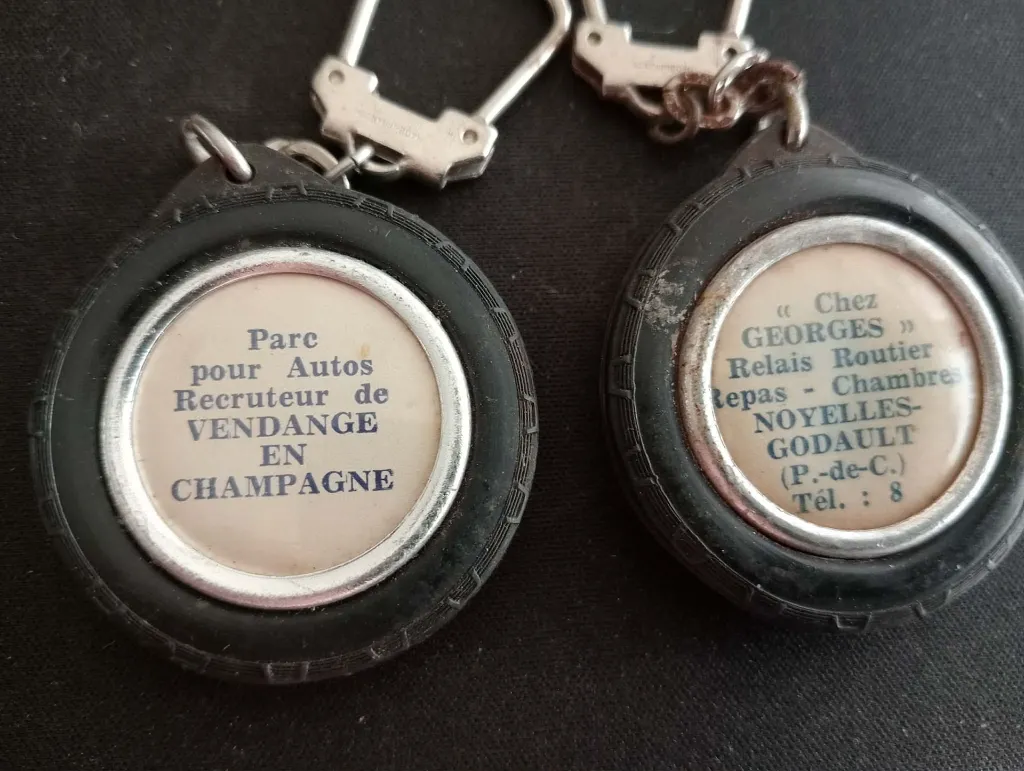 Parc
pour Autos
Recruteur de
VENDANGE
EN
CHAMPAGNE
« Chez
GEORGES »
Relais Routier
Repas - Chambres
NOYELLES-
GODAULT
(P.-de-C.)
Tél. : 8